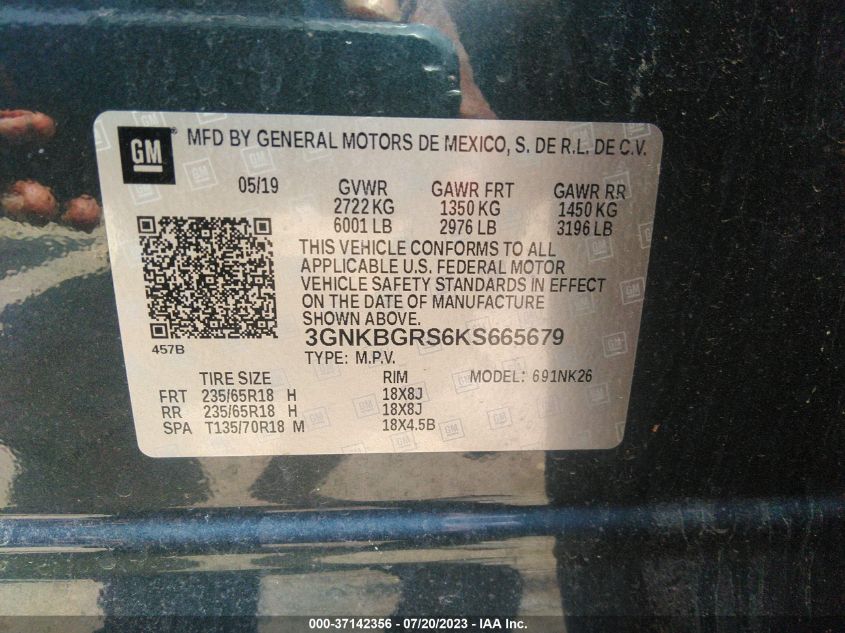 GM ® MFD BY GENERAL MOTORS DE MEXICO, S. DE R.L. DE C.V.
05/19 GVWR GAWR FRT GAWR RR
2722 KG 1350 KG 1450 KG
6001 LB 2976 LB 3196 LB
THIS VEHICLE CONFORMS TO ALL
APPLICABLE U.S. FEDERAL MOTOR
VEHICLE SAFETY STANDARDS IN EFFECT
ON THE DATE OF MANUFACTURE
SHOWN ABOVE.
3GNKBGRS6KS665679
457B
TYPE: M.P.V.
TIRE SIZE RIM MODEL: 691NK26
FRT 235/65R18 H 18X8J
RR 235/65R18 H 18X8J
SPA T135/70R18 M 18X4.5B
000-37142356 - 07/20/2023 - IAA Inc.